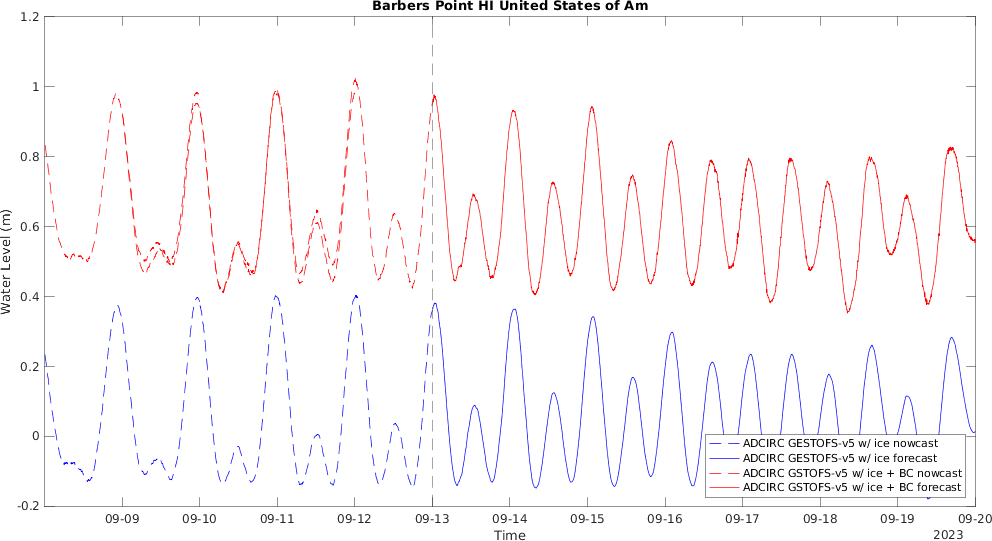 Barbers Point HI United States of Am
1.2
1
0.8
0.6
0.4
0.2
0
-0.2
Water Level (m)
ADCIRC GESTOFS-v5 w/ ice nowcast
ADCIRC GESTOFS-v5 w/ ice forecast
ADCIRC GSTOFS-v5 w/ ice + BC nowcast
ADCIRC GSTOFS-v5 w/ ice + BC forecast
09-09 09-10 09-11 09-12 09-13 09-14 09-15 09-16 09-17 09-18 09-19 09-20
Time
2023